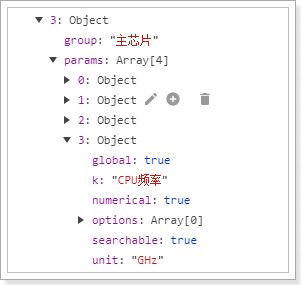 3: Object
group: "主芯片"
params: Array[4]
0: Object
1: Object
2: Object
3: Object
global: true
k: "CPU频率"
numerical: true
options: Array[0]
searchable: true
unit: "GHz"